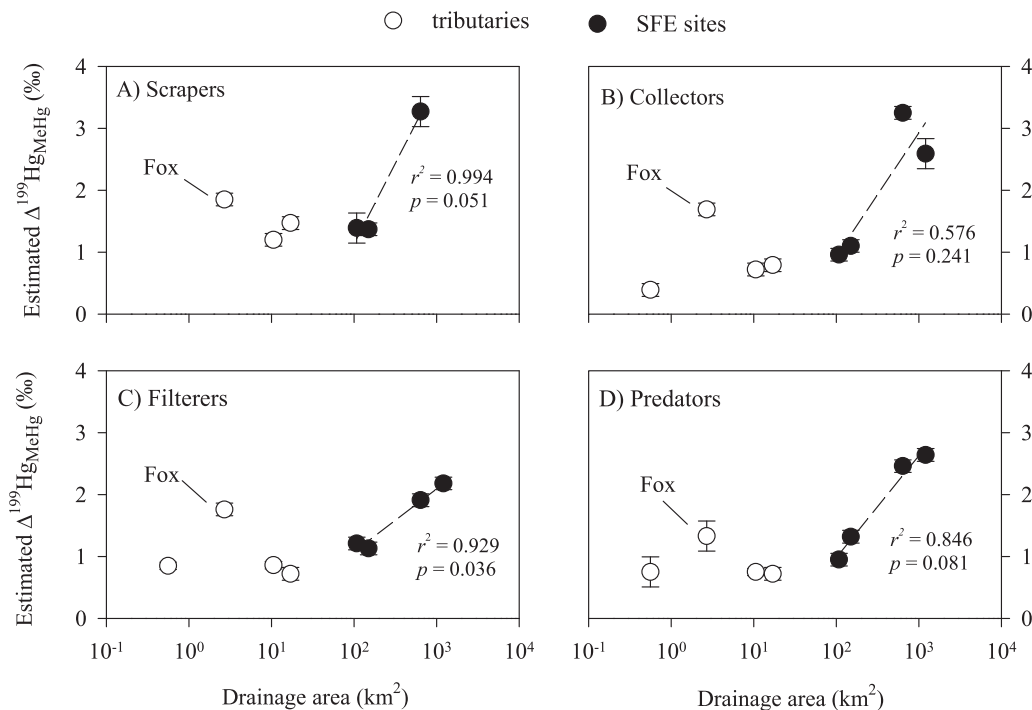 tributaries SFE sites
A) Scrapers
Estimated Δ¹⁹⁹Hg_MeHg (‰)
4
3
2
1
0
Fox
r² = 0.994
p = 0.051
B) Collectors
Fox
r² = 0.576
p = 0.241
4
3
2
1
0
C) Filterers
Estimated Δ¹⁹⁹Hg_MeHg (‰)
4
3
2
1
0
Fox
r² = 0.929
p = 0.036
10⁻¹ 10⁰ 10¹ 10² 10³ 10⁴
Drainage area (km²)
D) Predators
Fox
r² = 0.846
p = 0.081
4
3
2
1
0
10⁻¹ 10⁰ 10¹ 10² 10³ 10⁴
Drainage area (km²)